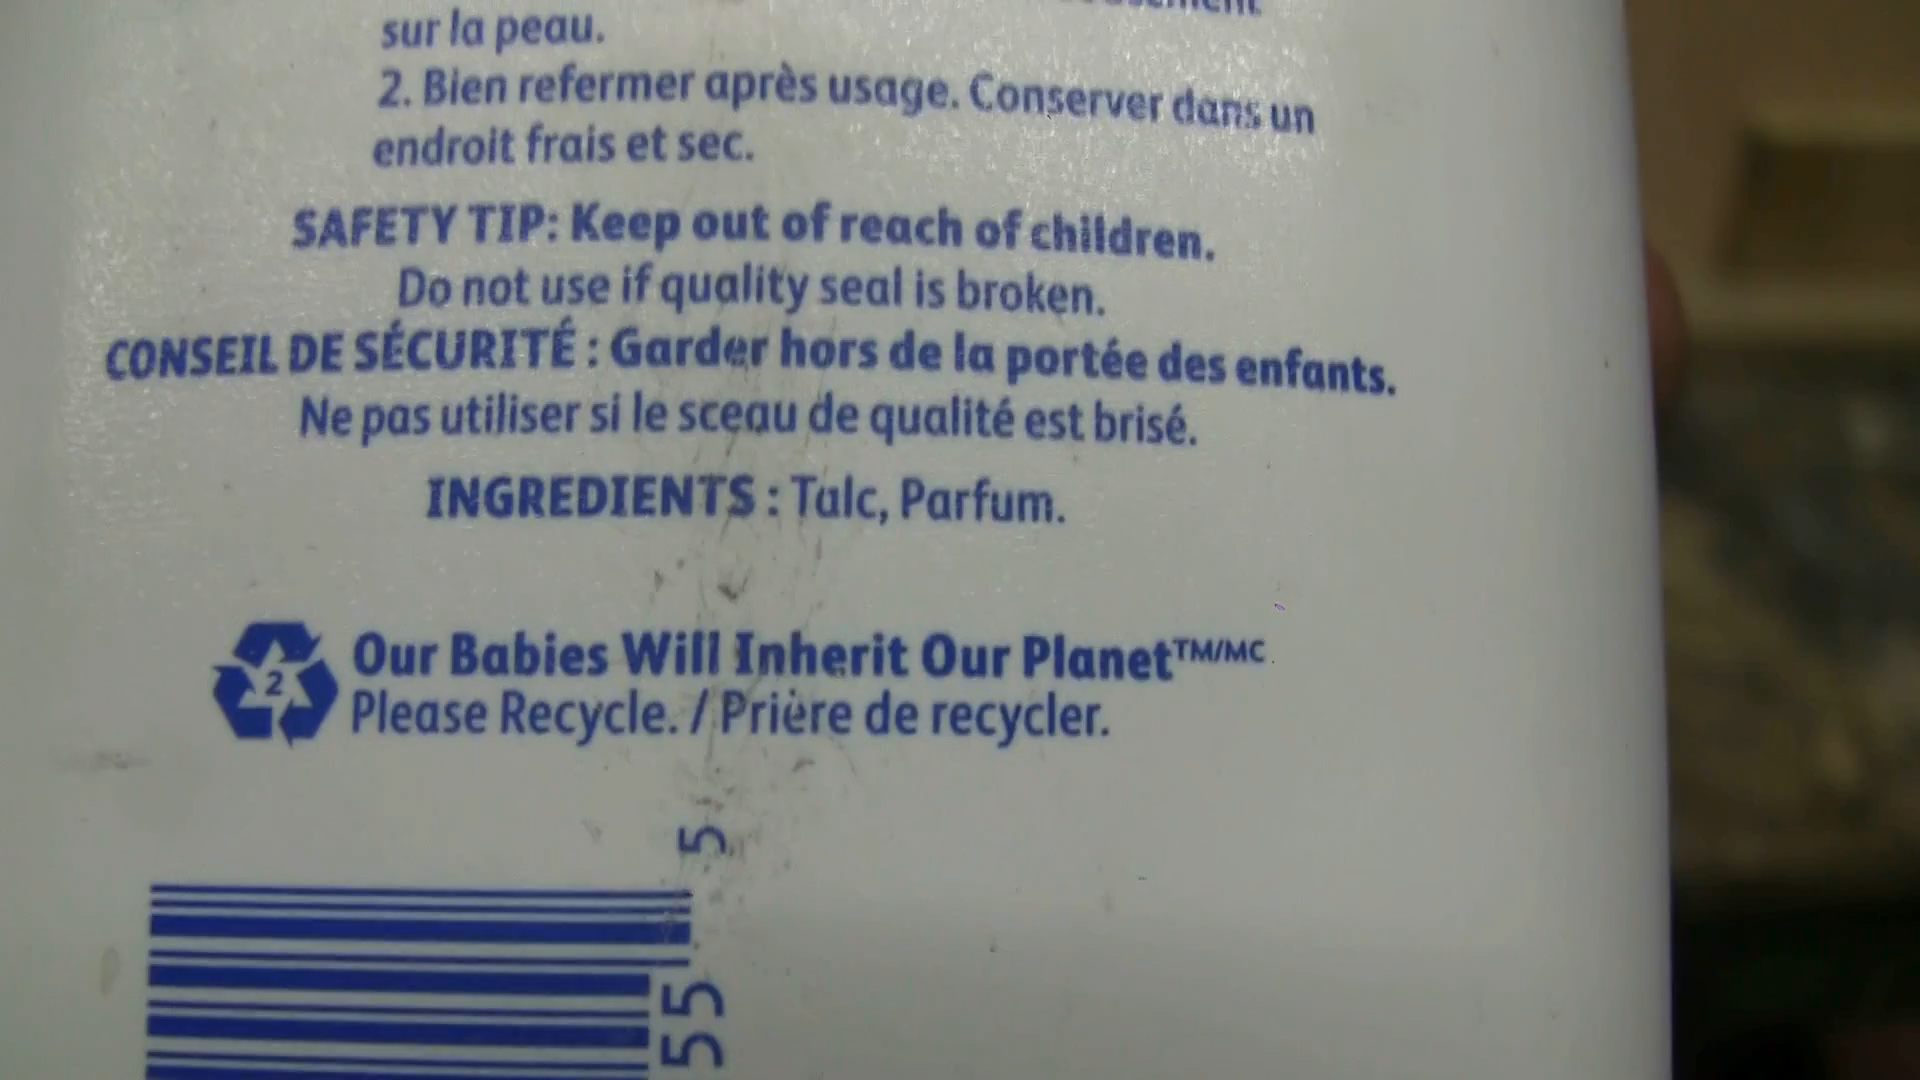 sur la peau.
2. Bien refermer après usage. Conserver dans un
endroit frais et sec.
SAFETY TIP: Keep out of reach of children.
Do not use if quality seal is broken.
CONSEIL DE SÉCURITÉ : Garder hors de la portée des enfants.
Ne pas utiliser si le sceau de qualité est brisé.
INGREDIENTS : Talc, Parfum.
2
Our Babies Will Inherit Our Planet™/MC
Please Recycle. / Prière de recycler.
5
55